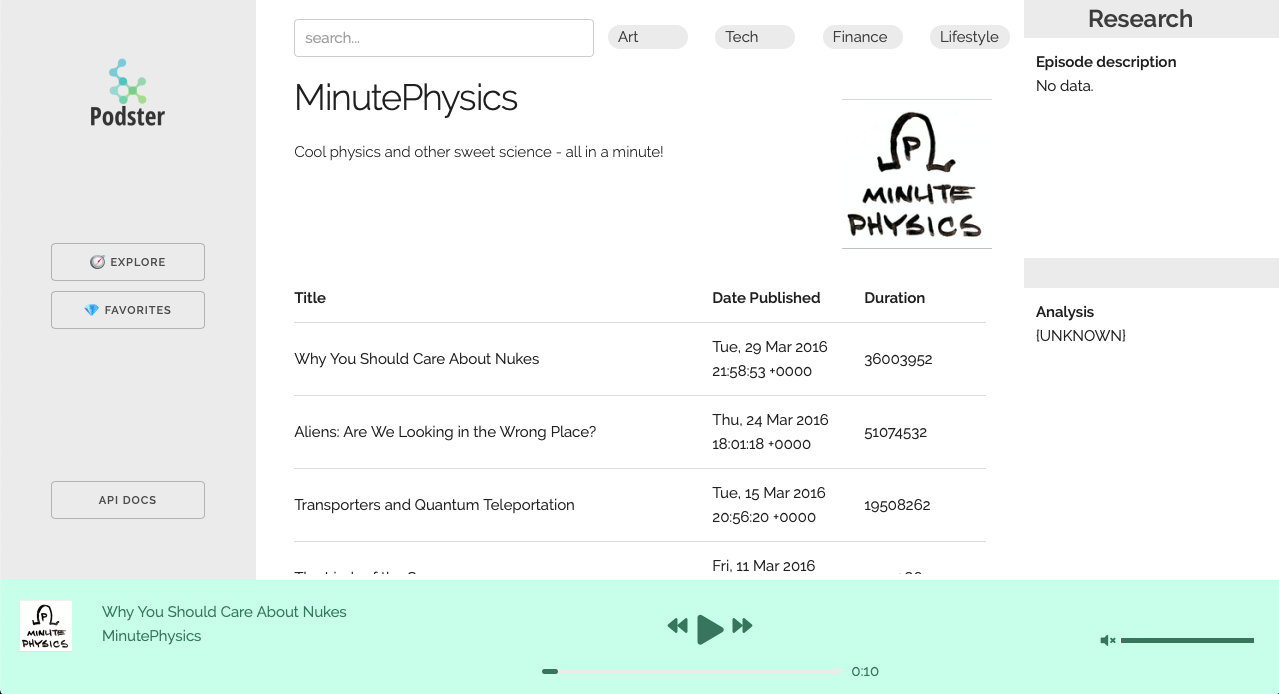 search...
Art
Tech
Finance
Lifestyle
Research
Podster
MinutePhysics
Cool physics and other sweet science - all in a minute!
P
MINUTE
PHYSICS
Episode description
No data.
EXPLORE
FAVORITES
API DOCS
Analysis
{UNKNOWN}
Title Date Published Duration
Why You Should Care About Nukes Tue, 29 Mar 2016 21:58:53 +0000 36003952
Aliens: Are We Looking in the Wrong Place? Thu, 24 Mar 2016 18:01:18 +0000 51074532
Transporters and Quantum Teleportation Tue, 15 Mar 2016 20:56:20 +0000 19508262
Fri, 11 Mar 2016
P
MINUTE
PHYSICS
Why You Should Care About Nukes
MinutePhysics
0:10